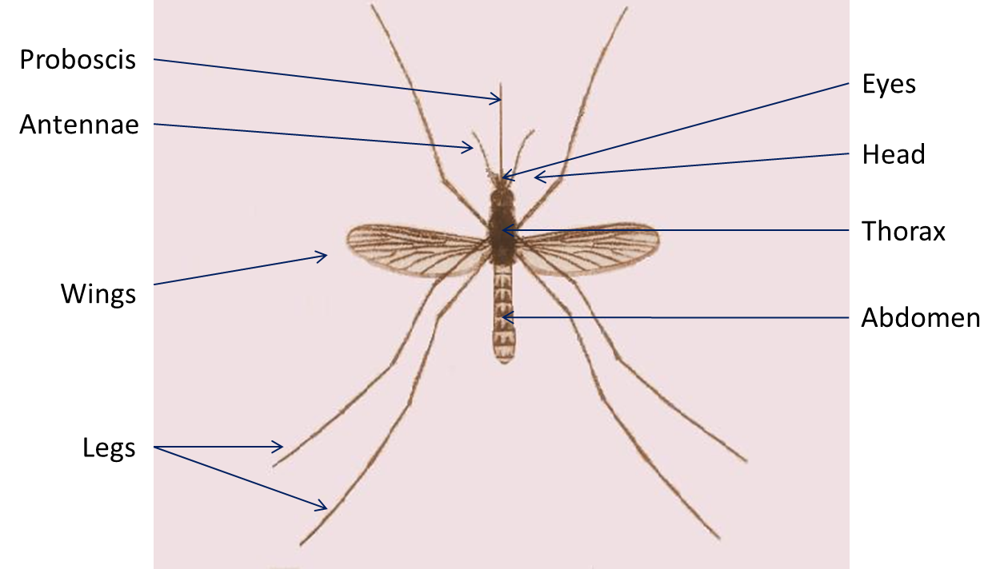 Proboscis
Antennae
Wings
Legs
Eyes
Head
Thorax
Abdomen